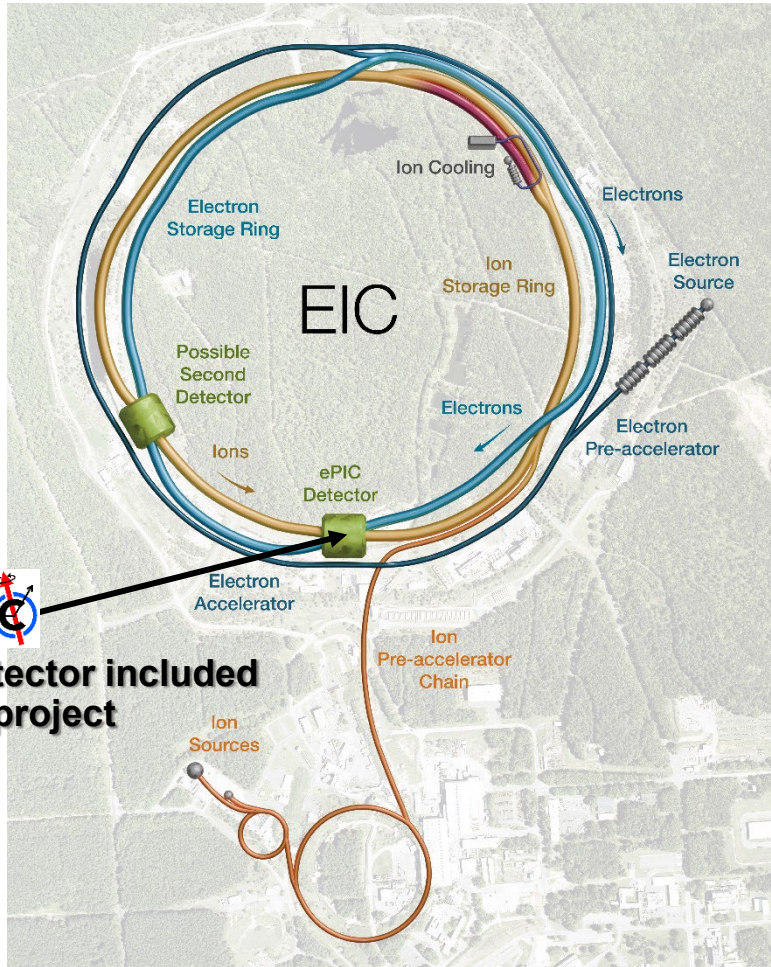 Ion Cooling
Electrons
Electron
Storage Ring
Electron
Source
Ion
Storage Ring
EIC
Possible
Second
Detector
Electrons
Electron
Pre-accelerator
Ions
ePIC
Detector
Electron
Accelerator
Ion
Pre-accelerator
Chain
included
project
Ion
Sources